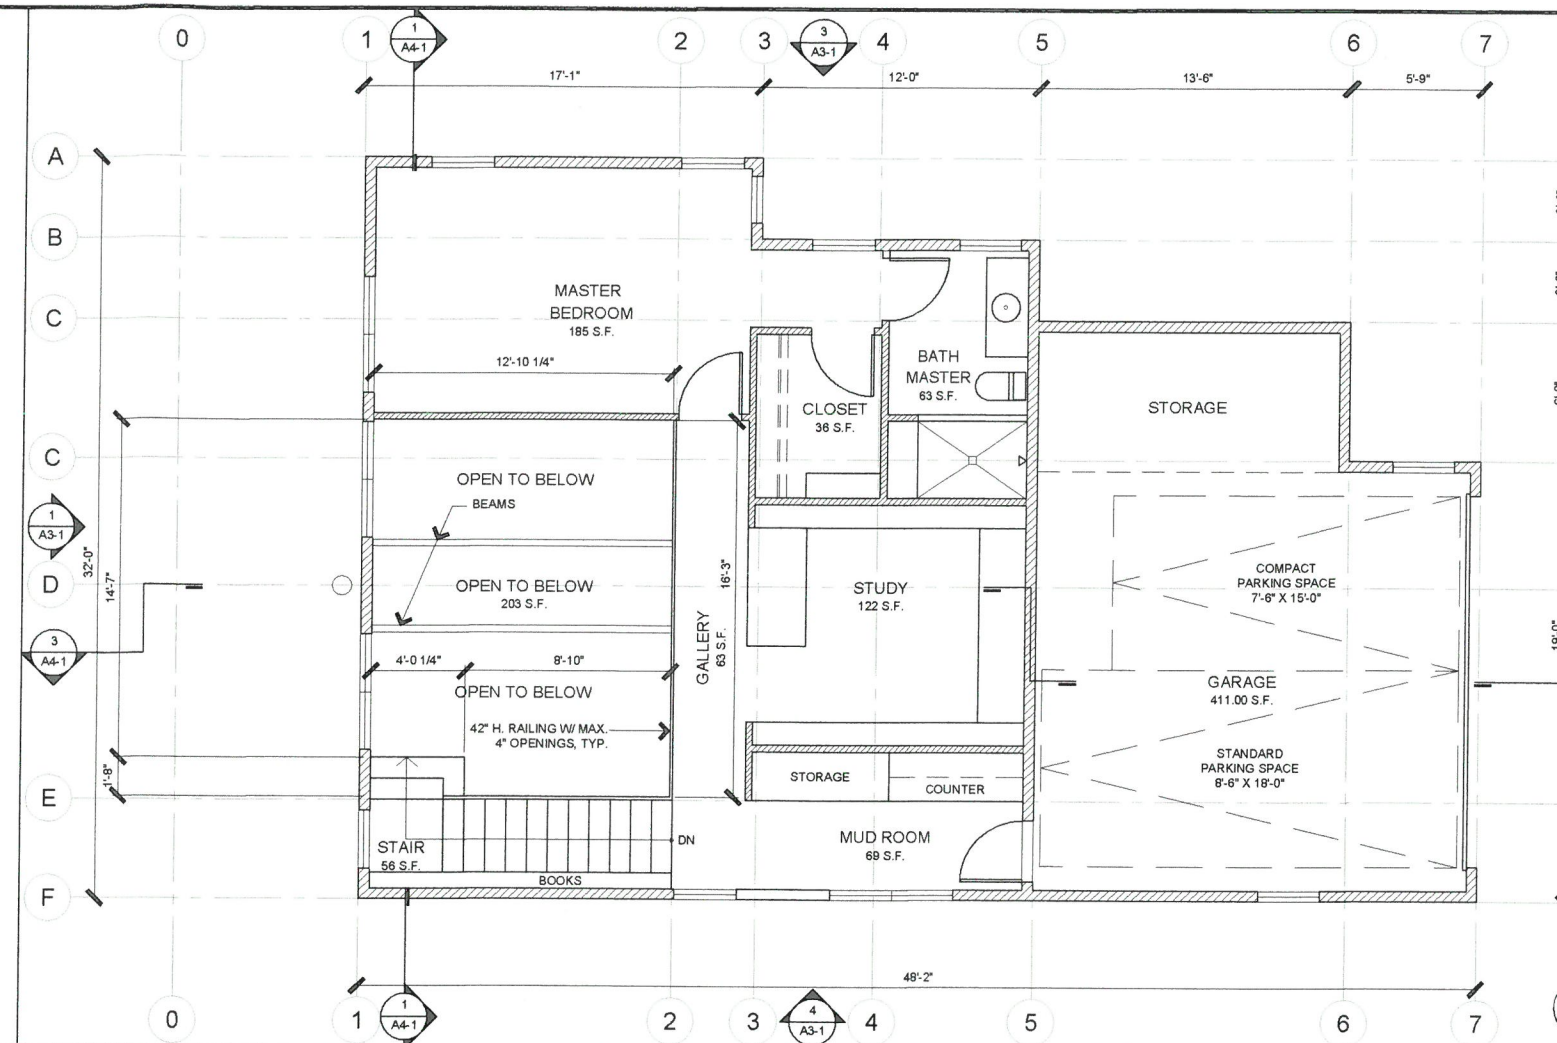 0 1 2 3 4 5 6 7
1
A4-1
3
A3-1
17'-1" 12'-0" 13'-6" 5'-9"
A
B
C
C
D
E
F
1
A3-1
3
A4-1
32'-0"
14'-7"
1'-8"
MASTER
BEDROOM
185 S.F.
12'-10 1/4"
BATH
MASTER
63 S.F.
CLOSET
36 S.F.
STORAGE
OPEN TO BELOW
BEAMS
OPEN TO BELOW
203 S.F.
4'-0 1/4" 8'-10"
OPEN TO BELOW
42" H. RAILING W/ MAX.
4" OPENINGS, TYP.
16'-3"
GALLERY
63 S.F.
STUDY
122 S.F.
COMPACT
PARKING SPACE
7'-6" X 15'-0"
GARAGE
411.00 S.F.
STANDARD
PARKING SPACE
8'-6" X 18'-0"
19'-0"
STORAGE
COUNTER
MUD ROOM
69 S.F.
DN
STAIR
56 S.F.
BOOKS
48'-2"
0 1 2 3 4 5 6 7
1
A4-1
4
A3-1